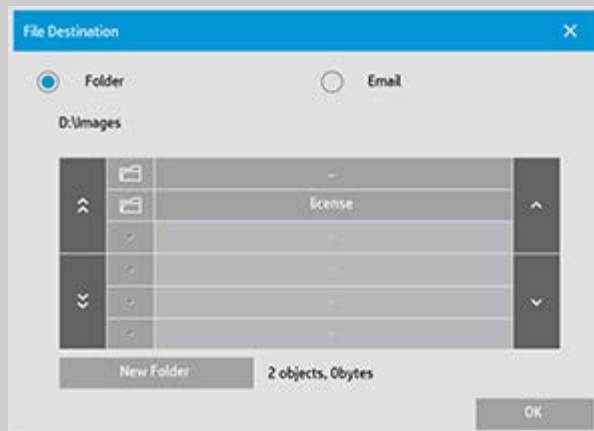 File Destination
Folder
Email
D:\Images
..
license
New Folder
2 objects, 0bytes
OK